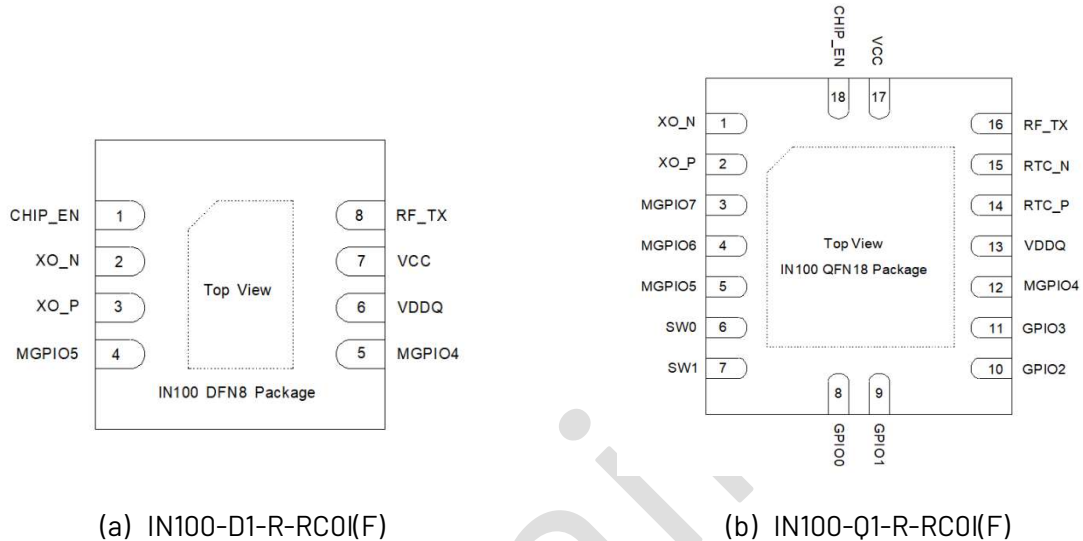 CHIP_EN 1
XO_N 2
XO_P 3
MGPIO5 4
8 RF_TX
7 VCC
6 VDDQ
5 MGPIO4
Top View
IN100 DFN8 Package
(a) IN100-D1-R-RC0I(F)
CHIP_EN
VCC
18
17
XO_N 1
XO_P 2
MGPIO7 3
MGPIO6 4
MGPIO5 5
SW0 6
SW1 7
16 RF_TX
15 RTC_N
14 RTC_P
13 VDDQ
12 MGPIO4
11 GPIO3
10 GPIO2
Top View
IN100 QFN18 Package
8
9
GPIO0
GPIO1
(b) IN100-Q1-R-RC0I(F)